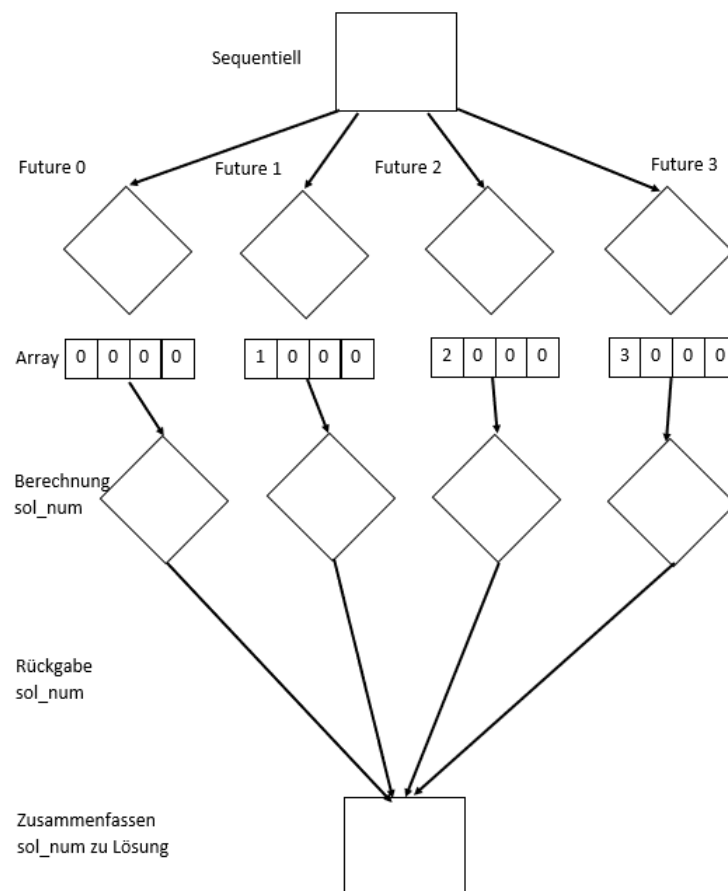 Sequentiell
Future 0
Future 1
Future 2
Future 3
Array 0 0 0 0 1 0 0 0 2 0 0 0 3 0 0 0
Berechnung
sol_num
Rückgabe
sol_num
Zusammenfassen
sol_num zu Lösung